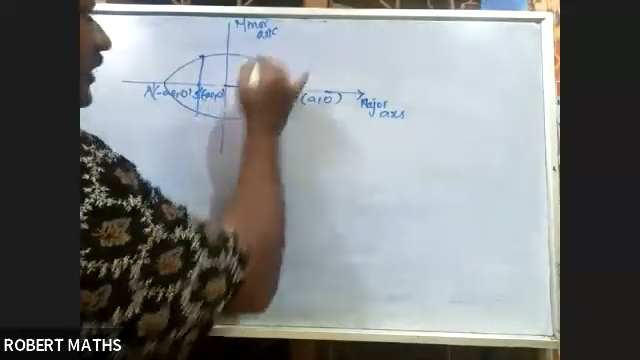 Minor
axis
A'(-a,0)
(a,0)
Major
axis
ROBERT MATHS